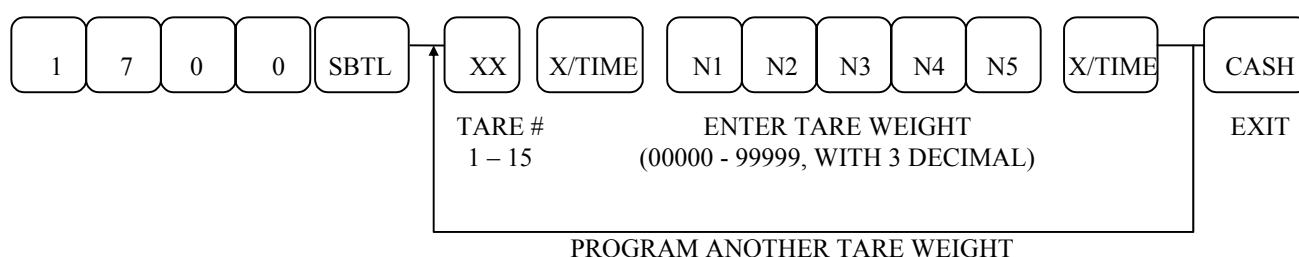 1 7 0 0 SBTL XX X/TIME N1 N2 N3 N4 N5 X/TIME CASH
TARE # ENTER TARE WEIGHT EXIT
1 – 15 (00000 - 99999, WITH 3 DECIMAL)
PROGRAM ANOTHER TARE WEIGHT